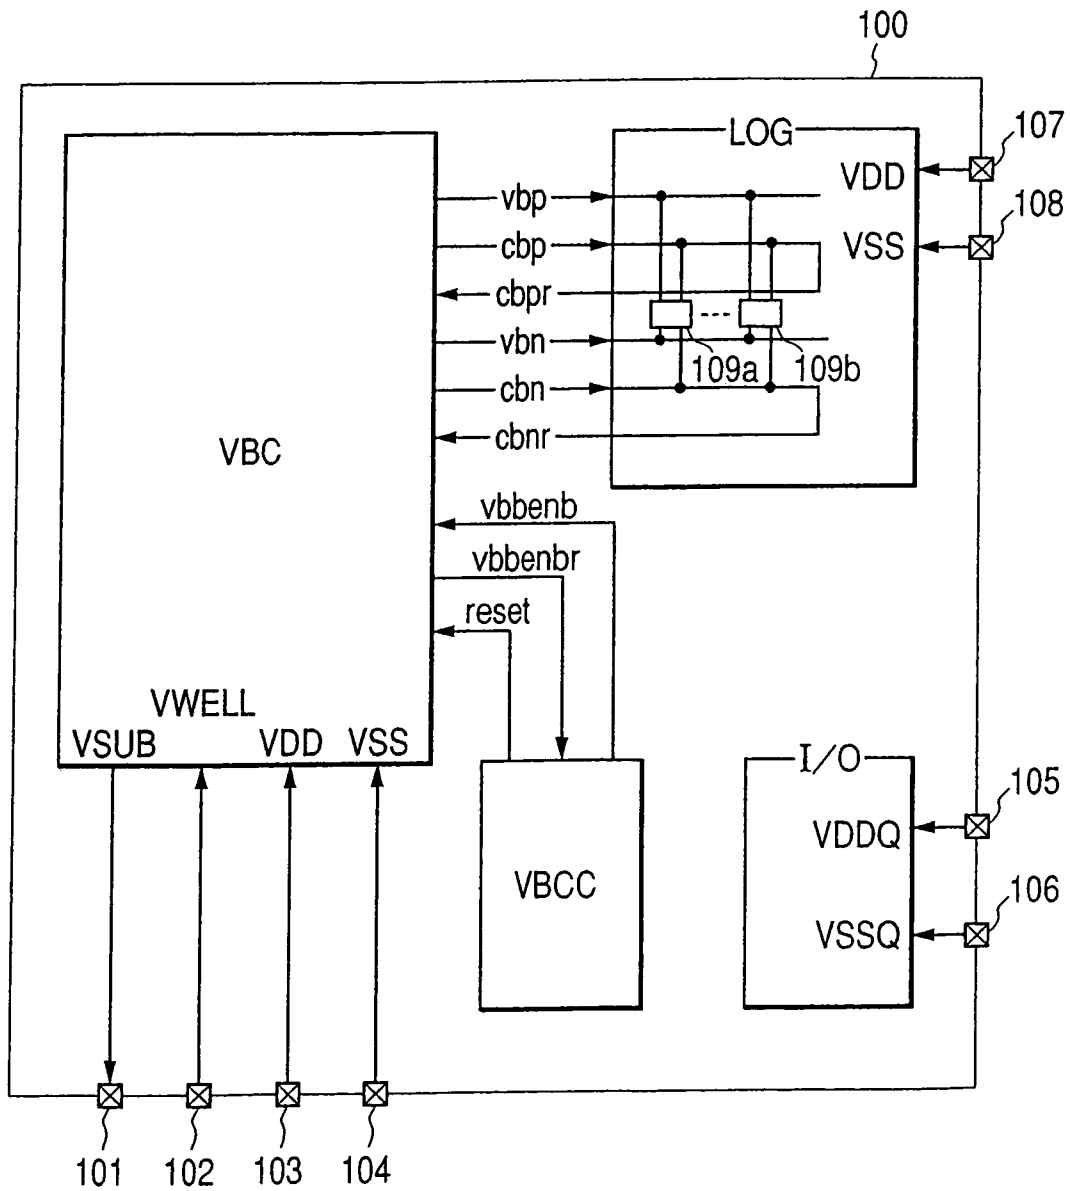 100
LOG
107
VDD
108
VSS
vbp
cbp
cbpr
vbn
109a
109b
cbn
cbnr
VBC
vbbenb
vbbenbr
reset
VWELL
VSUB
VDD
VSS
I/O
105
VDDQ
VBCC
106
VSSQ
101
102
103
104